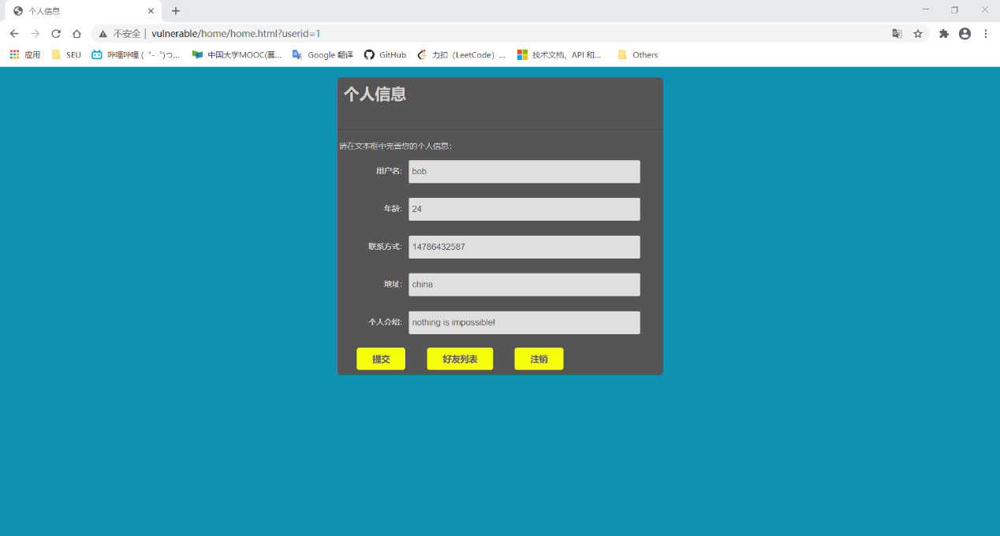 个人信息
不安全 | vulnerable/home/home.html?userid=1
应用 SEU 哔哩哔哩 ( ゜- ゜)つ... 中国大学MOOC(慕... Google 翻译 GitHub 力扣（LeetCode）... 技术文档、API 和... Others
个人信息
请在文本框中完善您的个人信息:
用户名: bob
年龄: 24
联系方式: 14786432587
地址: china
个人介绍: nothing is impossible!
提交 好友列表 注销